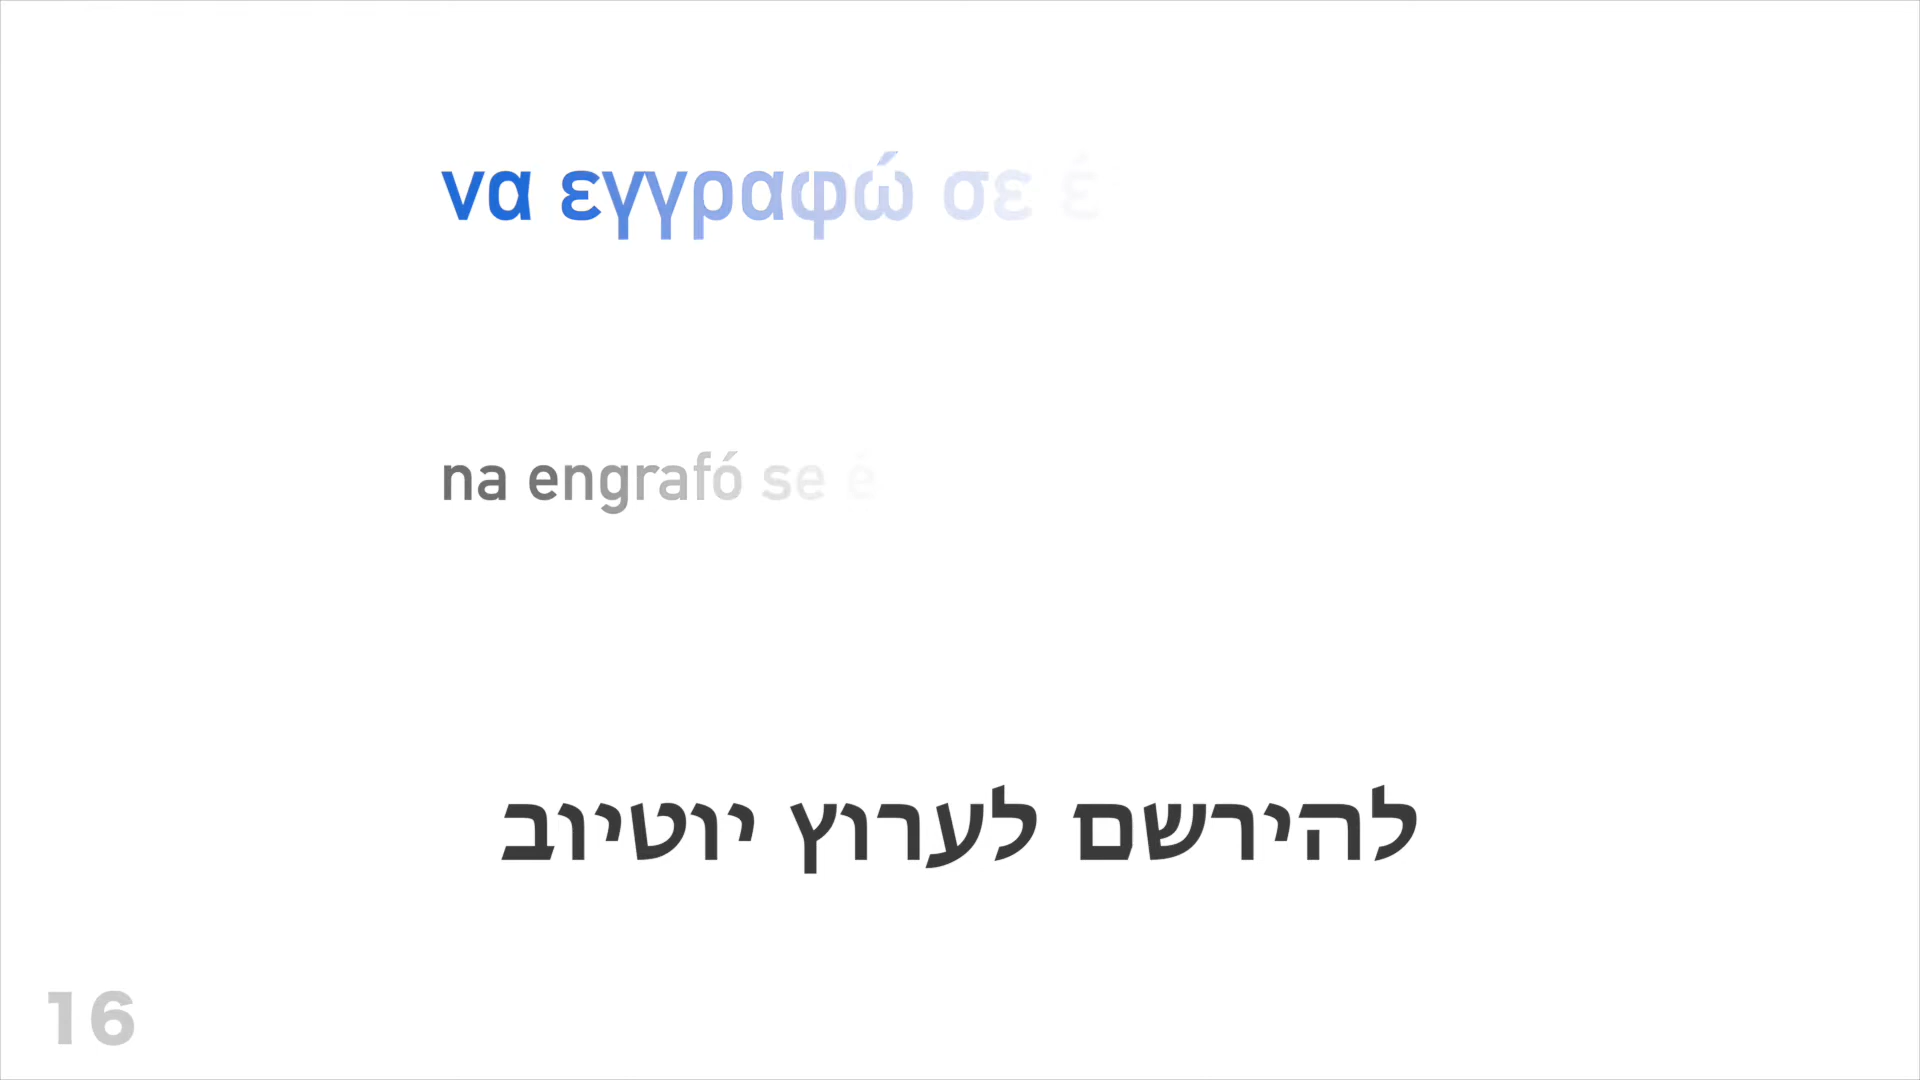 να εγγραφώ σε έ
na engrafó se é
להירשם לערוץ יוטיוב
16